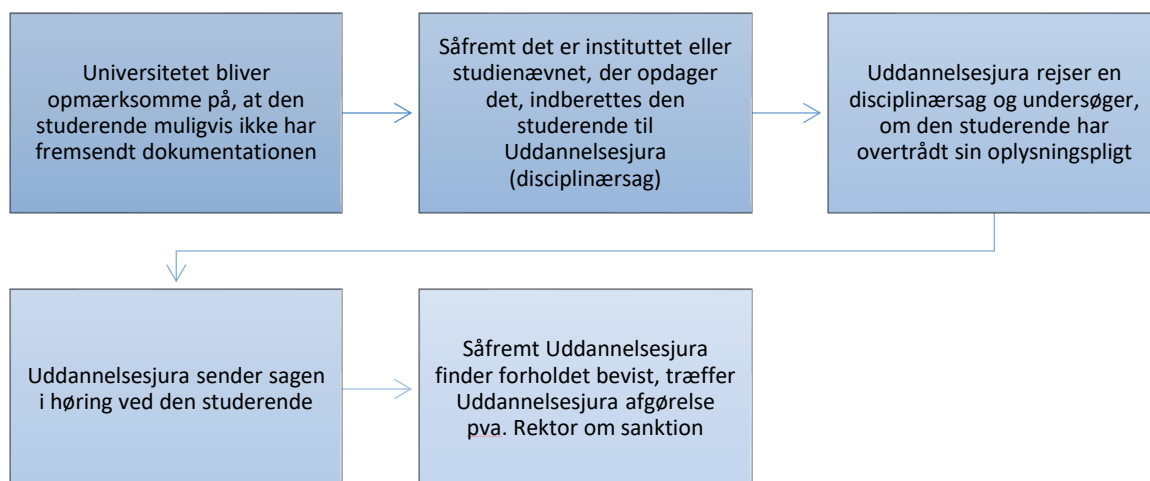 Universitetet bliver
opmærksomme på, at den
studerende muligvis ikke har
fremsendt dokumentationen
Såfremt det er instituttet eller
studienævnet, der opdager
det, indberettes den
studerende til
Uddannelsesjura
(disciplinærsag)
Uddannelsesjura rejser en
disciplinærsag og undersøger,
om den studerende har
overtrådt sin oplysningspligt
Uddannelsesjura sender sagen
i høring ved den studerende
Såfremt Uddannelsesjura
finder forholdet bevist, træffer
Uddannelsesjura afgørelse
pva. Rektor om sanktion